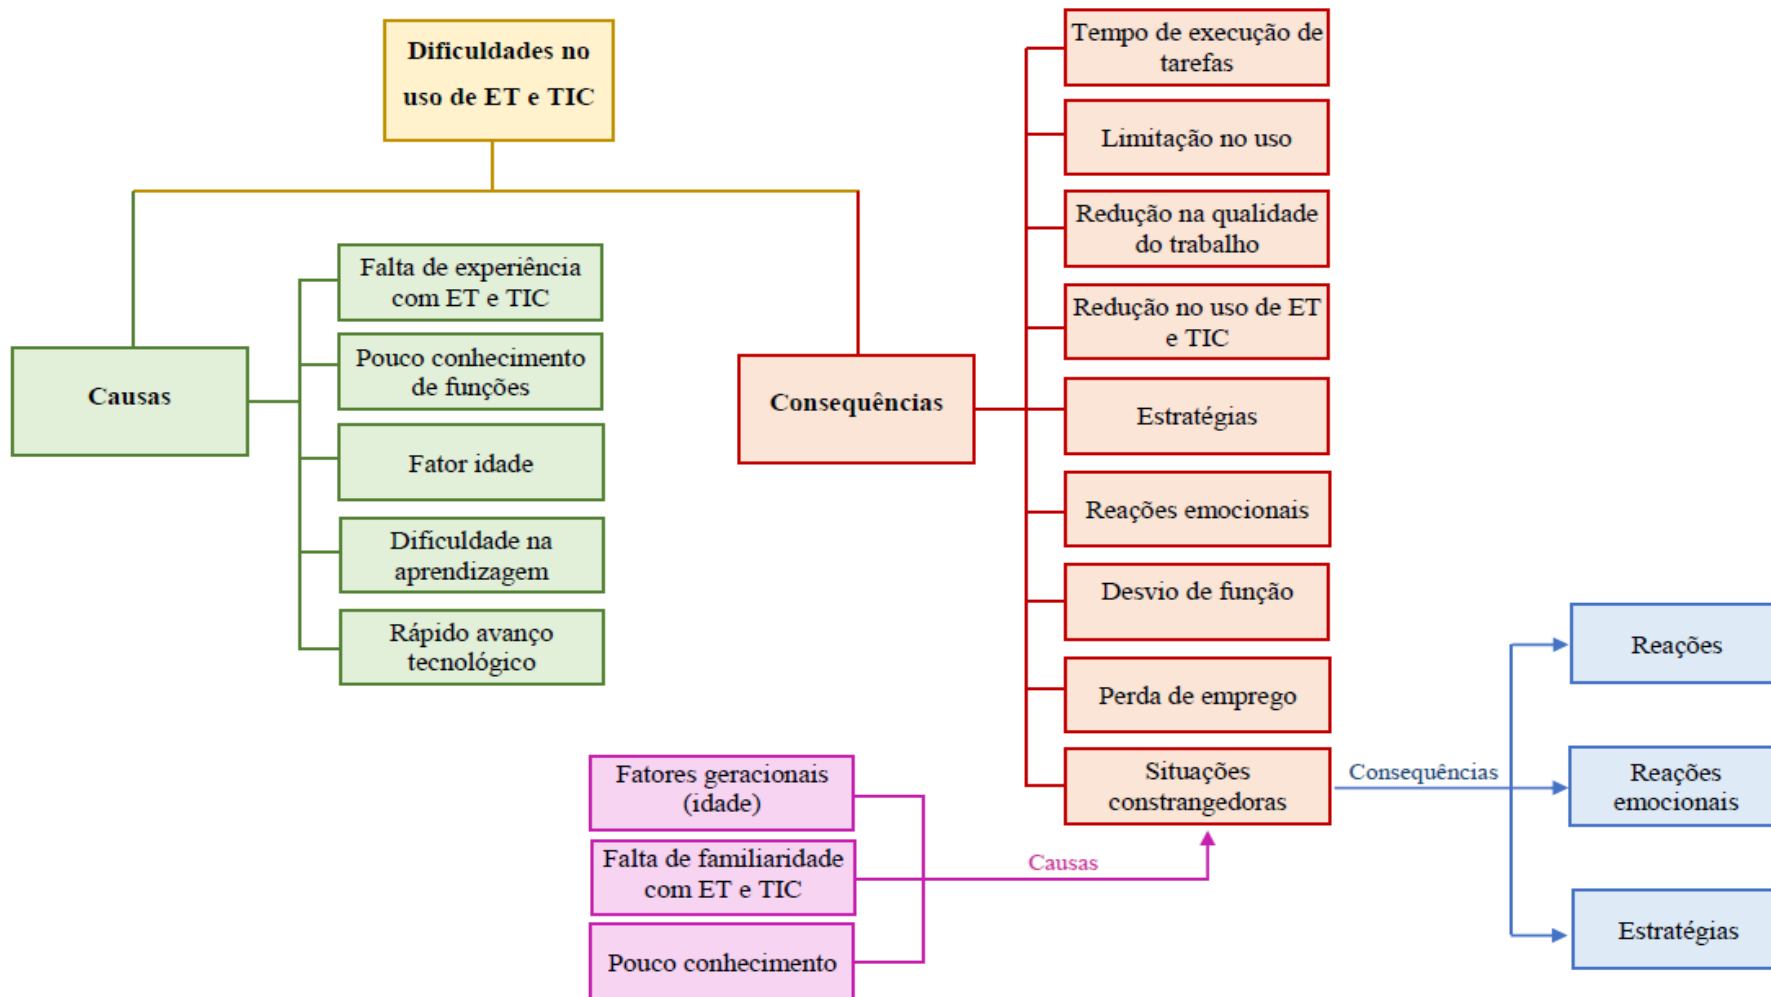 Dificuldades no
uso de ET e TIC
Causas
Falta de experiência
com ET e TIC
Pouco conhecimento
de funções
Fator idade
Dificuldade na
aprendizagem
Rápido avanço
tecnológico
Consequências
Tempo de execução de
tarefas
Limitação no uso
Redução na qualidade
do trabalho
Redução no uso de ET
e TIC
Estratégias
Reações emocionais
Desvio de função
Perda de emprego
Situações
constrangedoras
Fatores geracionais
(idade)
Falta de familiaridade
com ET e TIC
Pouco conhecimento
Causas
Consequências
Reações
Reações
emocionais
Estratégias